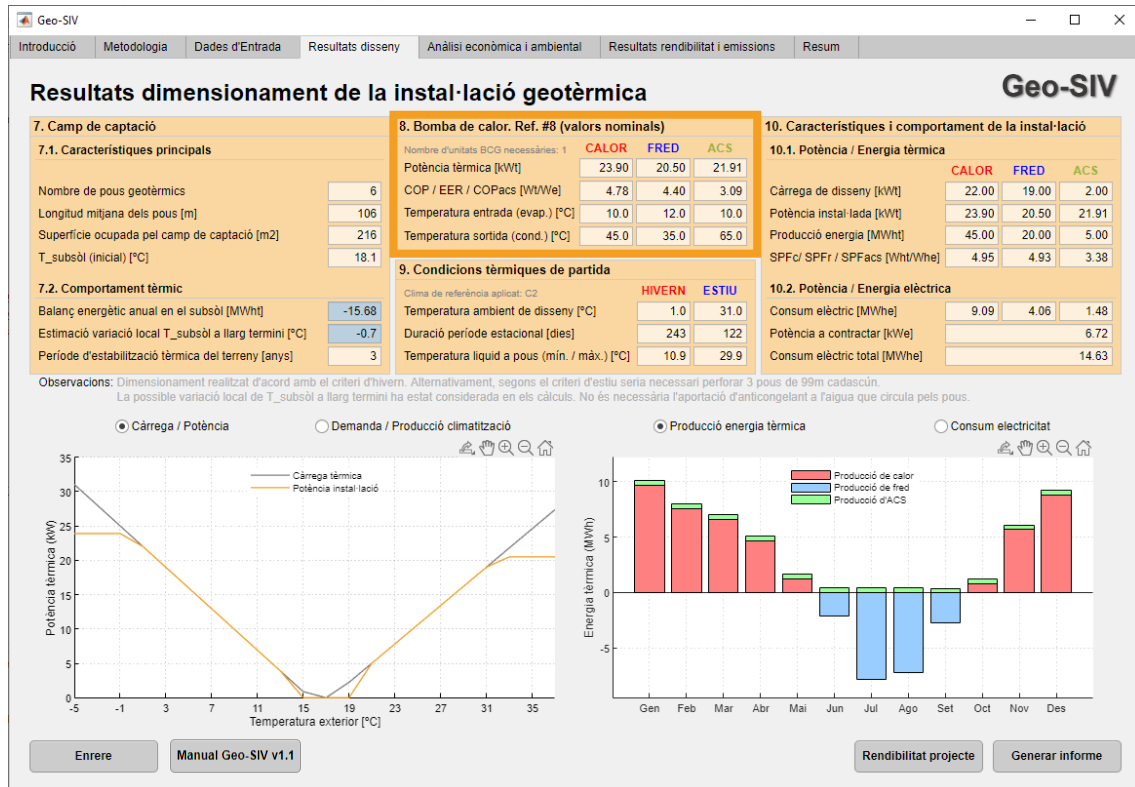 Geo-SIV
Introducció Metodologia Dades d'Entrada Resultats disseny Anàlisi econòmica i ambiental Resultats rendibilitat i emissions Resum
Resultats dimensionament de la instal·lació geotèrmica
Geo-SIV
7. Camp de captació
7.1. Característiques principals
Nombre de pous geotèrmics 6
Longitud mitjana dels pous [m] 106
Superfície ocupada pel camp de captació [m2] 216
T_subsòl (inicial) [ºC] 18.1
7.2. Comportament tèrmic
Balanç energètic anual en el subsòl [MWht] -15.68
Estimació variació local T_subsòl a llarg termini [ºC] -0.7
Període d'estabilització tèrmica del terreny [anys] 3
8. Bomba de calor. Ref. #8 (valors nominals)
Nombre d'unitats BCG necessàries: 1 CALOR FRED ACS
Potència tèrmica [kWt] 23.90 20.50 21.91
COP / EER / COPacs [Wt/We] 4.78 4.40 3.09
Temperatura entrada (evap.) [ºC] 10.0 12.0 10.0
Temperatura sortida (cond.) [ºC] 45.0 35.0 65.0
9. Condicions tèrmiques de partida
Clima de referència aplicat: C2 HIVERN ESTIU
Temperatura ambient de disseny [ºC] 1.0 31.0
Duració període estacional [dies] 243 122
Temperatura liquid a pous (mín. / màx.) [ºC] 10.9 29.9
10. Característiques i comportament de la instal·lació
10.1. Potència / Energia tèrmica
CALOR FRED ACS
Càrrega de disseny [kWt] 22.00 19.00 2.00
Potència instal·lada [kWt] 23.90 20.50 21.91
Producció energia [MWht] 45.00 20.00 5.00
SPFc/ SPFr / SPFacs [Wht/Whe] 4.95 4.93 3.38
10.2. Potència / Energia elèctrica
Consum elèctric [MWhe] 9.09 4.06 1.48
Potència a contractar [kWe] 6.72
Consum elèctric total [MWhe] 14.63
Observacions: Dimensionament realitzat d'acord amb el criteri d'hivern. Alternativament, segons el criteri d'estiu seria necessari perforar 3 pous de 99m cadascún.
La possible variació local de T_subsòl a llarg termini ha estat considerada en els càlculs. No és necessària l'aportació d'anticongelant a l'aigua que circula pels pous.
Càrrega / Potència Demanda / Producció climatització
Càrrega tèrmica
Potència instal·lació
Potència tèrmica (kW)
35
30
25
20
15
10
5
0
-5 -1 3 7 11 15 19 23 27 31 35
Temperatura exterior [ºC]
Producció energia tèrmica Consum electricitat
Producció de calor
Producció de fred
Producció d'ACS
Energia tèrmica (MWh)
10
5
0
-5
Gen Feb Mar Abr Mai Jun Jul Ago Set Oct Nov Des
Enrere Manual Geo-SIV v1.1 Rendibilitat projecte Generar informe